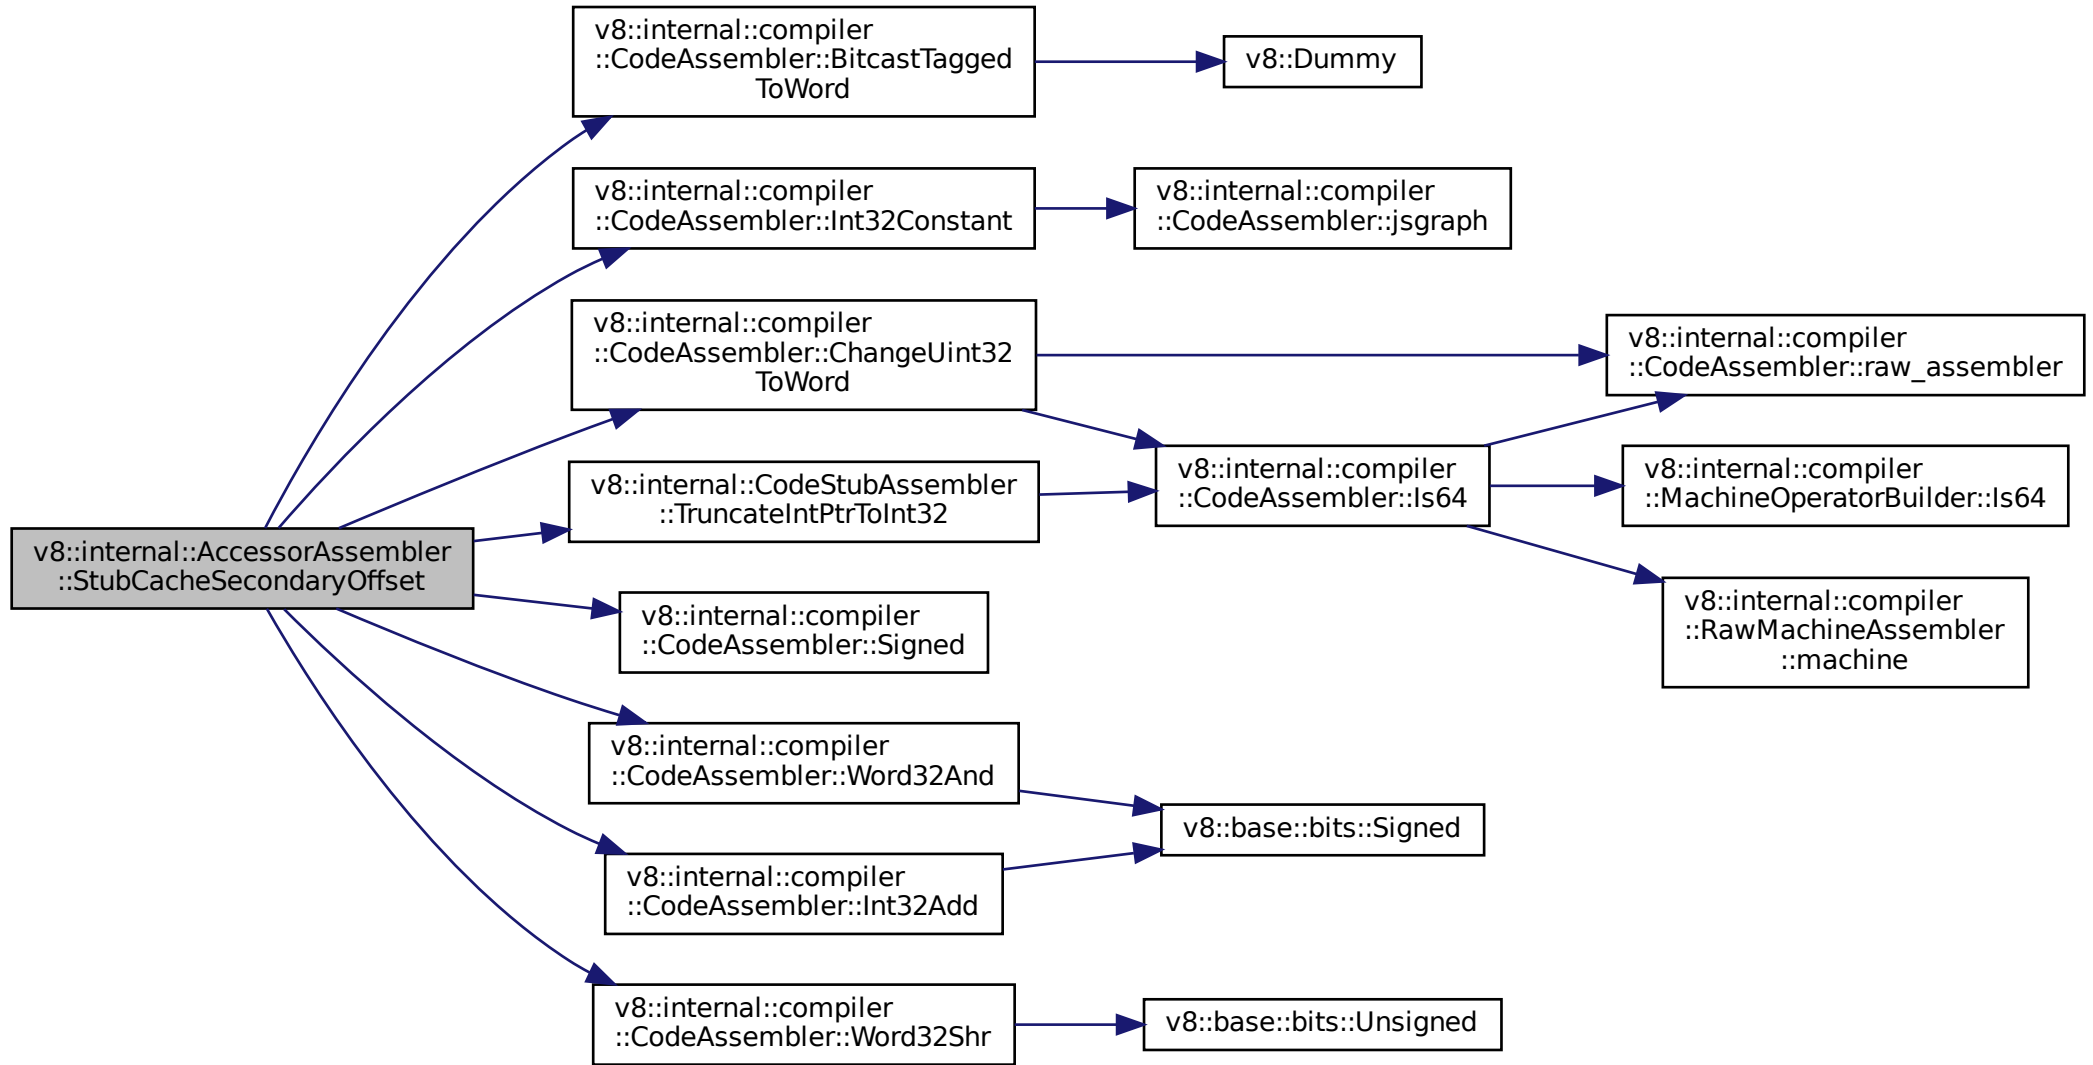 v8::internal::compiler
::CodeAssembler::BitcastTagged
ToWord
v8::Dummy
v8::internal::compiler
::CodeAssembler::Int32Constant
v8::internal::compiler
::CodeAssembler::jsgraph
v8::internal::compiler
::CodeAssembler::ChangeUint32
ToWord
v8::internal::compiler
::CodeAssembler::raw_assembler
v8::internal::CodeStubAssembler
::TruncateIntPtrToInt32
v8::internal::compiler
::CodeAssembler::Is64
v8::internal::compiler
::MachineOperatorBuilder::Is64
v8::internal::AccessorAssembler
::StubCacheSecondaryOffset
v8::internal::compiler
::CodeAssembler::Signed
v8::internal::compiler
::RawMachineAssembler
::machine
v8::internal::compiler
::CodeAssembler::Word32And
v8::base::bits::Signed
v8::internal::compiler
::CodeAssembler::Int32Add
v8::internal::compiler
::CodeAssembler::Word32Shr
v8::base::bits::Unsigned